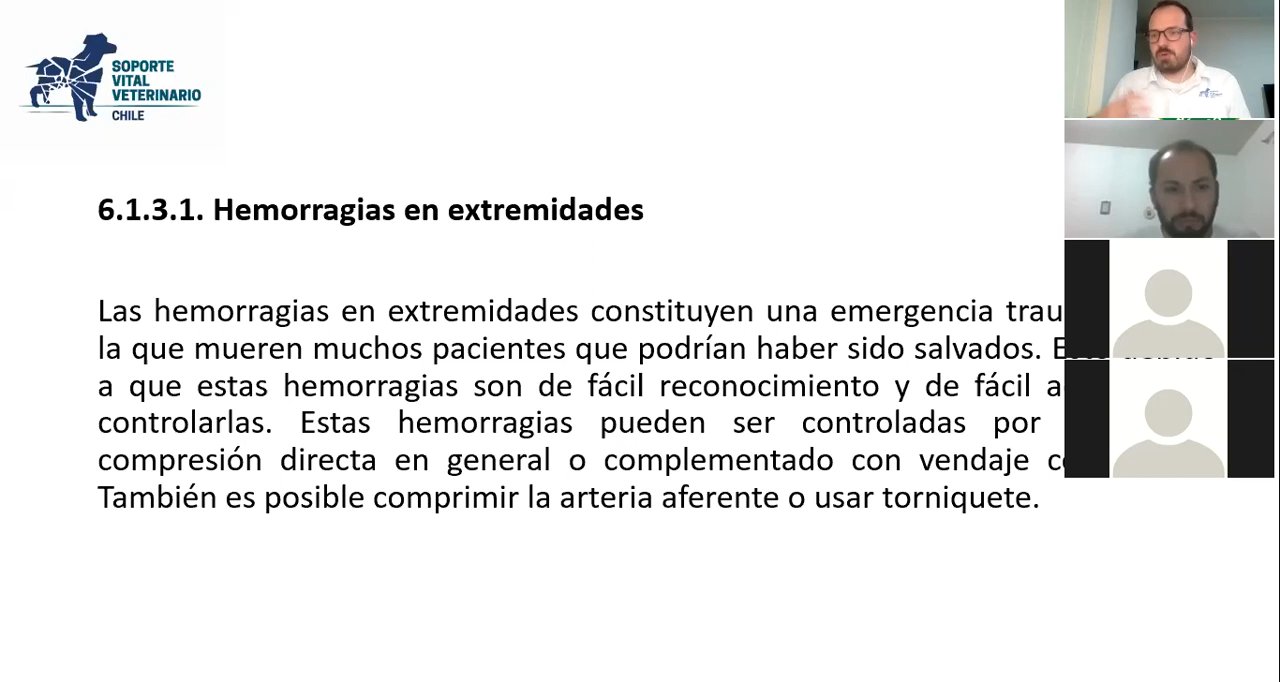 SOPORTE
VITAL
VETERINARIO
CHILE
6.1.3.1. Hemorragias en extremidades
Las hemorragias en extremidades constituyen una emergencia
la que mueren muchos pacientes que podrían haber sido salvados.
a que estas hemorragias son de fácil reconocimiento y de fácil
controlarlas. Estas hemorragias pueden ser controladas por
compresión directa en general o complementado con vendaje
También es posible comprimir la arteria aferente o usar torniquete.